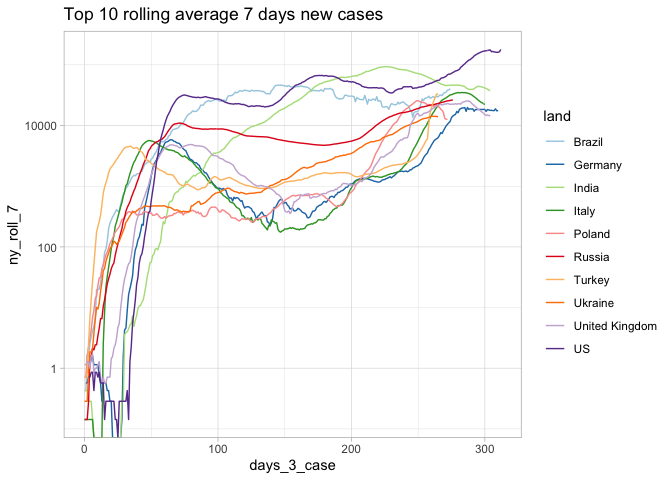 Top 10 rolling average 7 days new cases
ny_roll_7
10000
100
1
0
100
200
300
days_3_case
land
Brazil
Germany
India
Italy
Poland
Russia
Turkey
Ukraine
United Kingdom
US